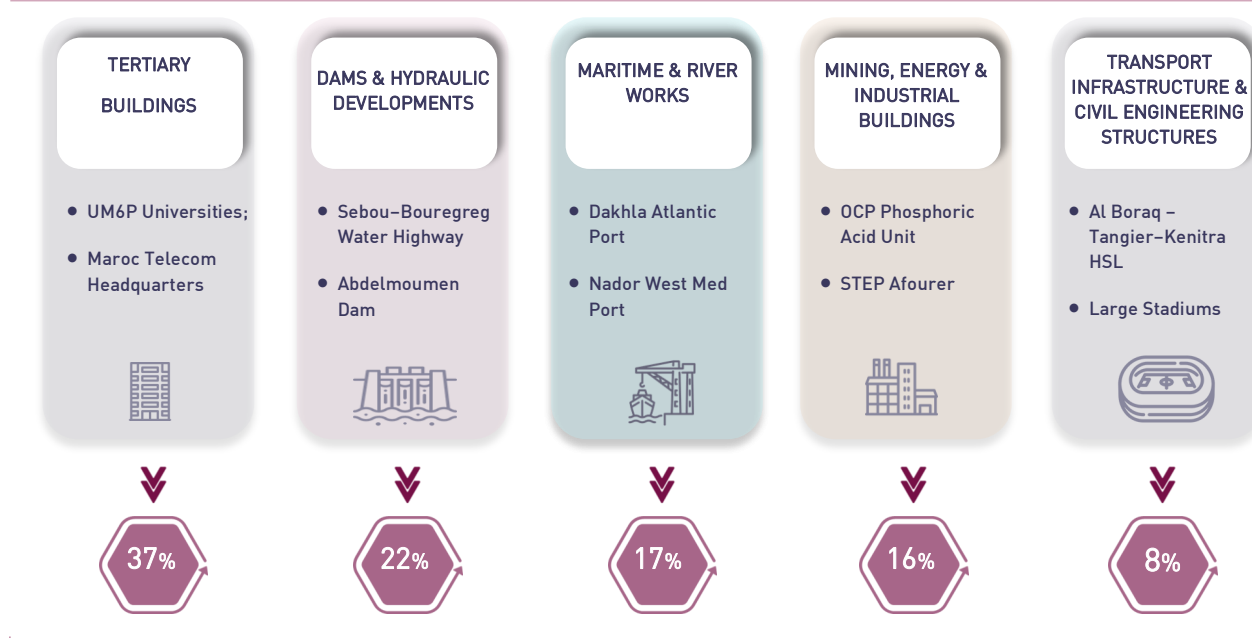 TERTIARY
BUILDINGS
• UM6P Universities;
• Maroc Telecom
Headquarters
37%
DAMS & HYDRAULIC
DEVELOPMENTS
• Sebou–Bouregreg
Water Highway
• Abdelmoumen
Dam
22%
MARITIME & RIVER
WORKS
• Dakhla Atlantic
Port
• Nador West Med
Port
17%
MINING, ENERGY &
INDUSTRIAL
BUILDINGS
• OCP Phosphoric
Acid Unit
• STEP Afourer
16%
TRANSPORT
INFRASTRUCTURE &
CIVIL ENGINEERING
STRUCTURES
• Al Boraq –
Tangier–Kenitra
HSL
• Large Stadiums
8%